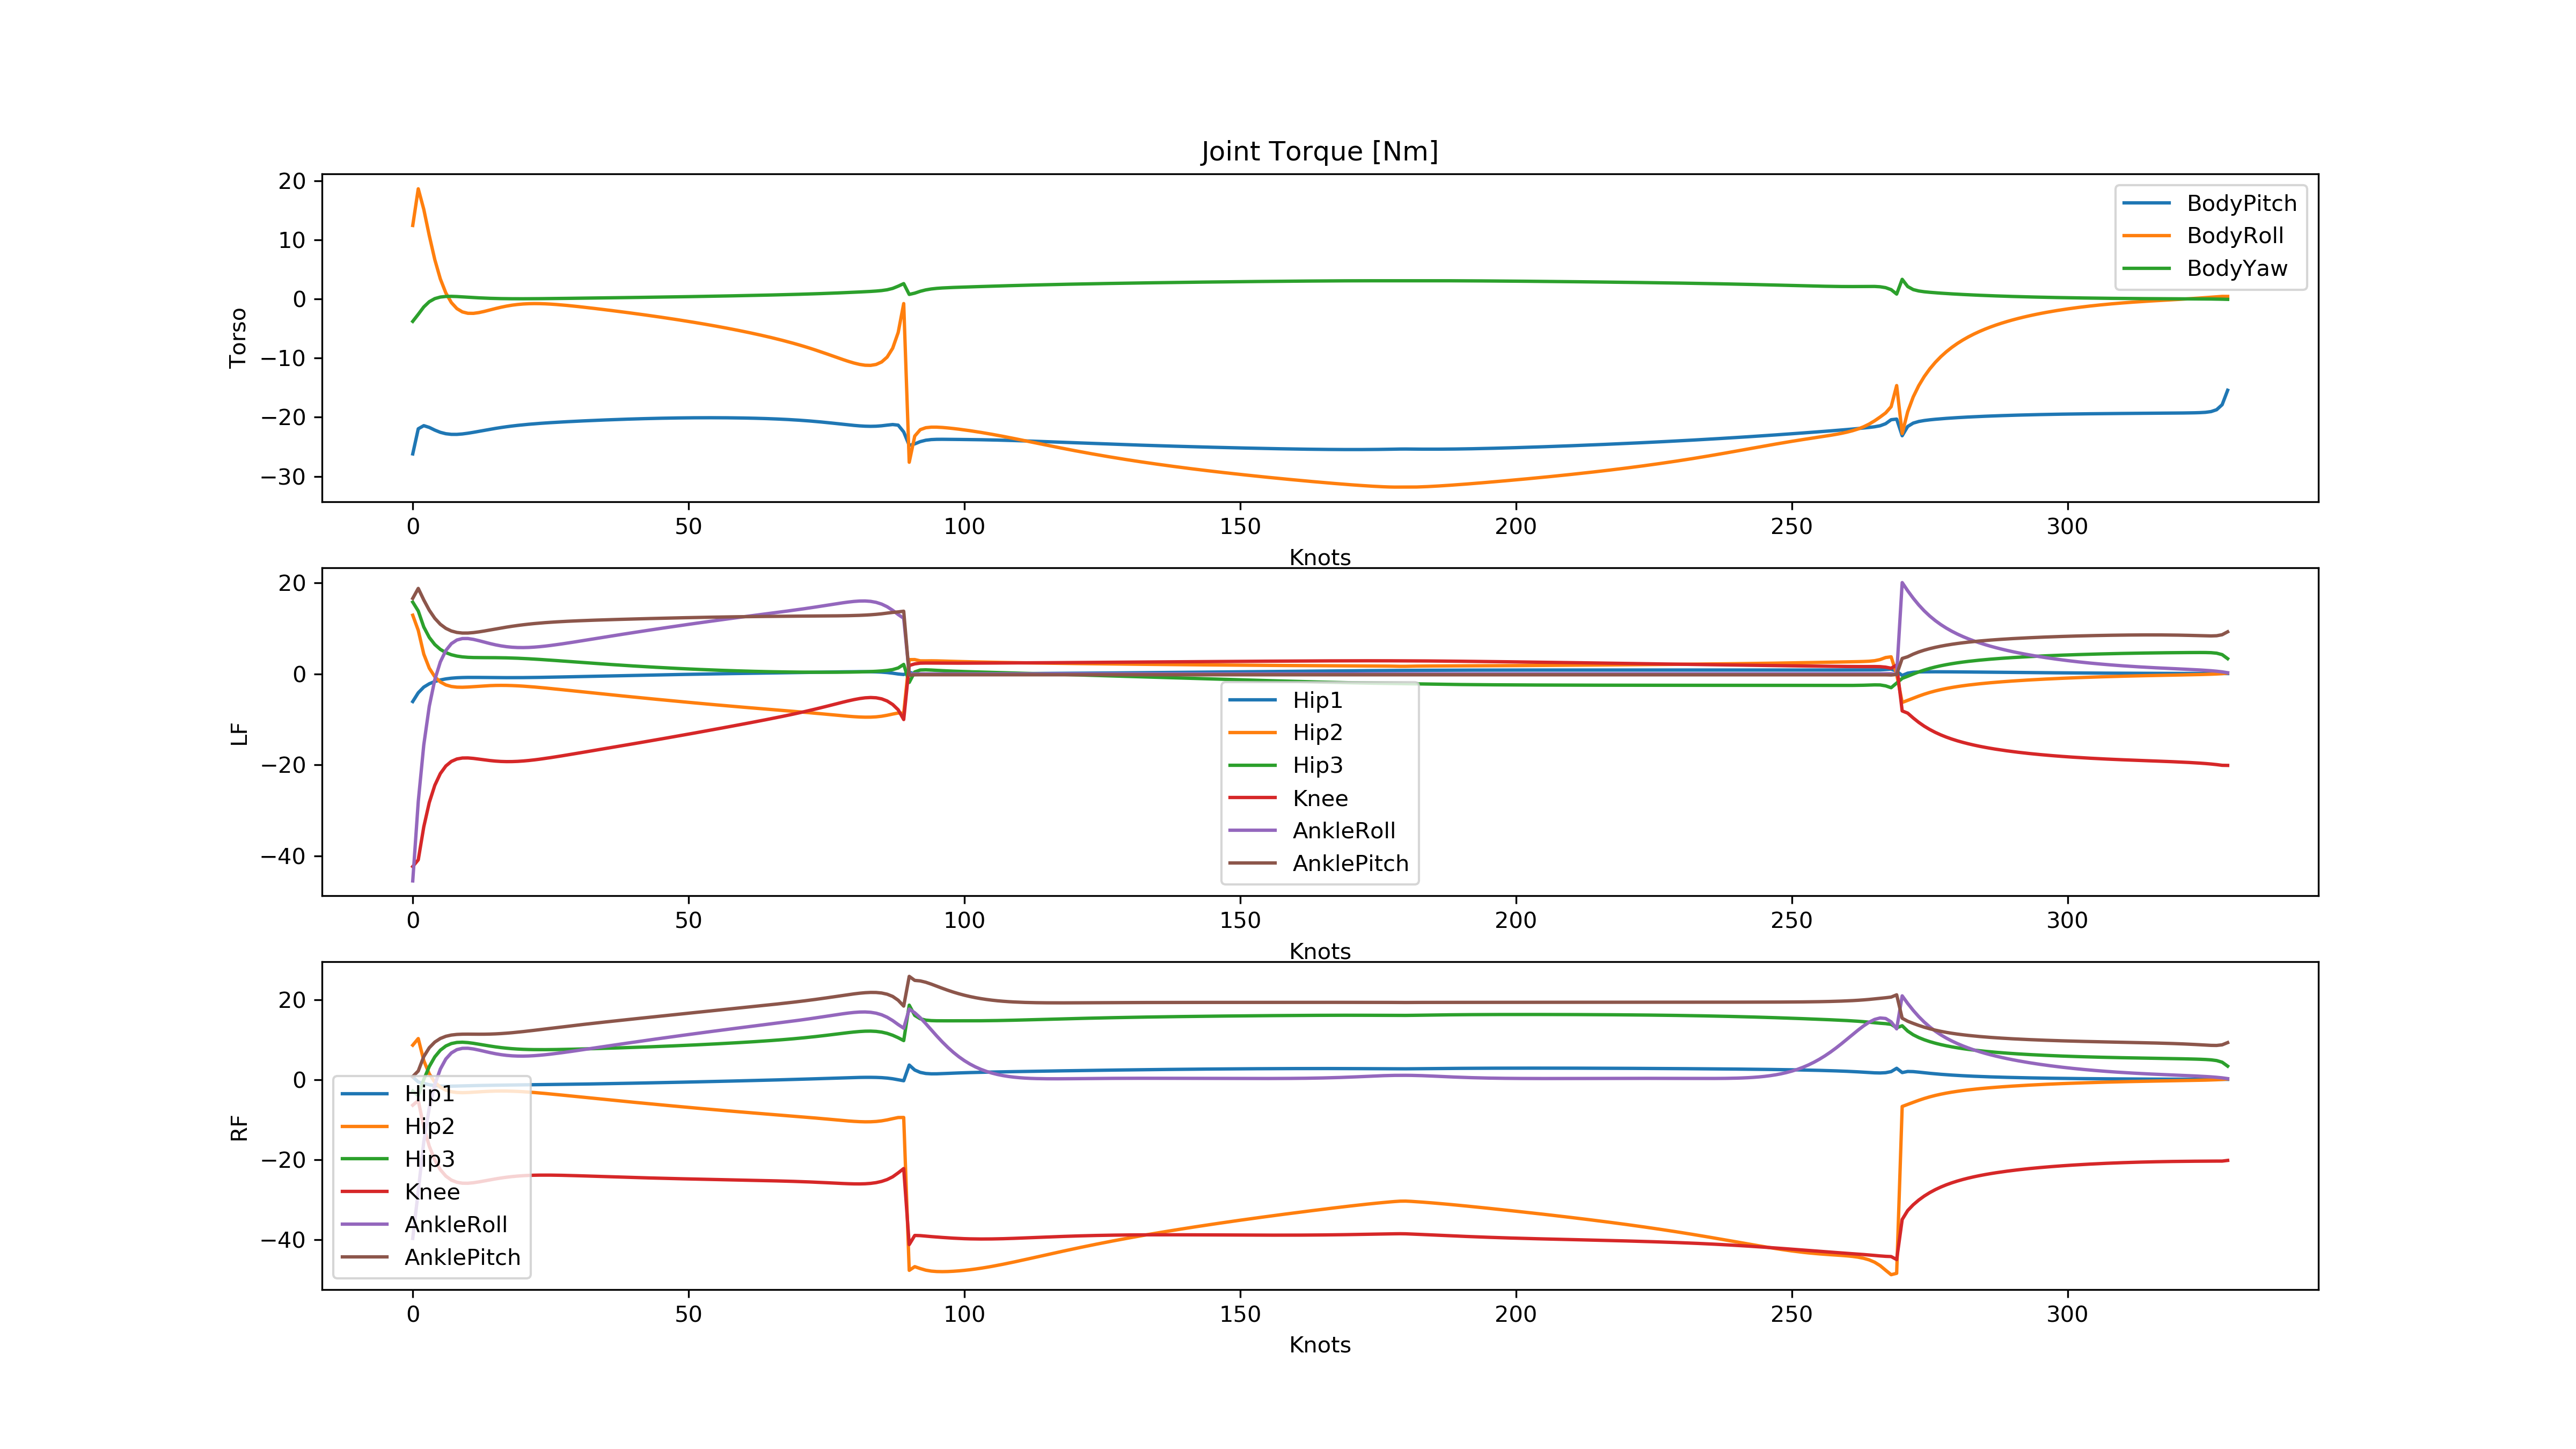 Joint Torque [Nm]
20
10
0
−10
−20
−30
Torso
BodyPitch
BodyRoll
BodyYaw
0 50 100 150 200 250 300
Knots
20
0
−20
−40
LF
Hip1
Hip2
Hip3
Knee
AnkleRoll
AnklePitch
0 50 100 150 200 250 300
Knots
20
0
−20
−40
RF
Hip1
Hip2
Hip3
Knee
AnkleRoll
AnklePitch
0 50 100 150 200 250 300
Knots